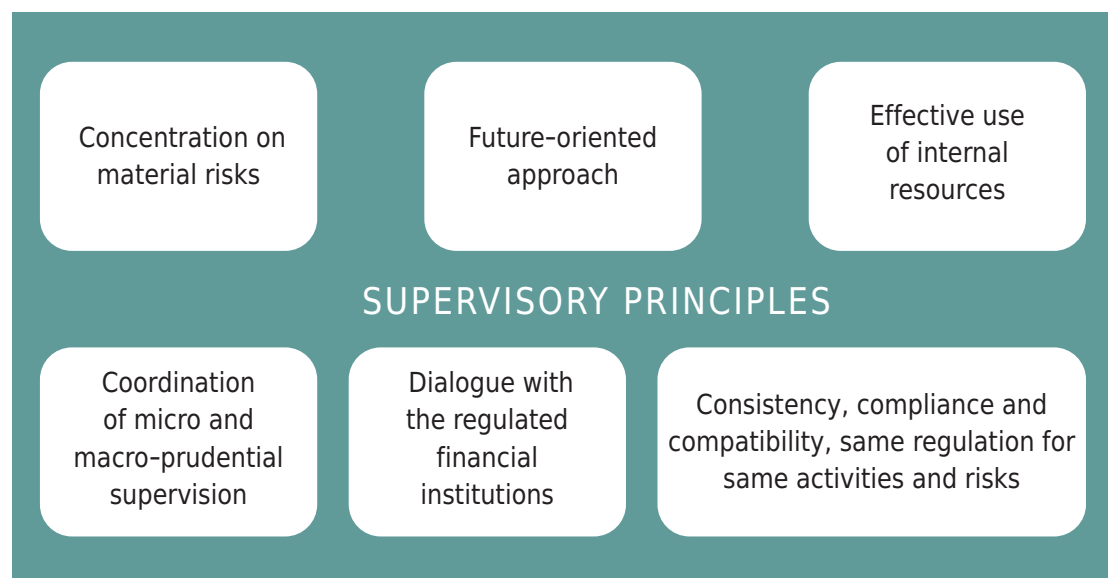 Concentration on
material risks
Future-oriented
approach
Effective use
of internal
resources
SUPERVISORY PRINCIPLES
Coordination
of micro and
macro-prudential
supervision
Dialogue with
the regulated
financial
institutions
Consistency, compliance and
compatibility, same regulation for
same activities and risks